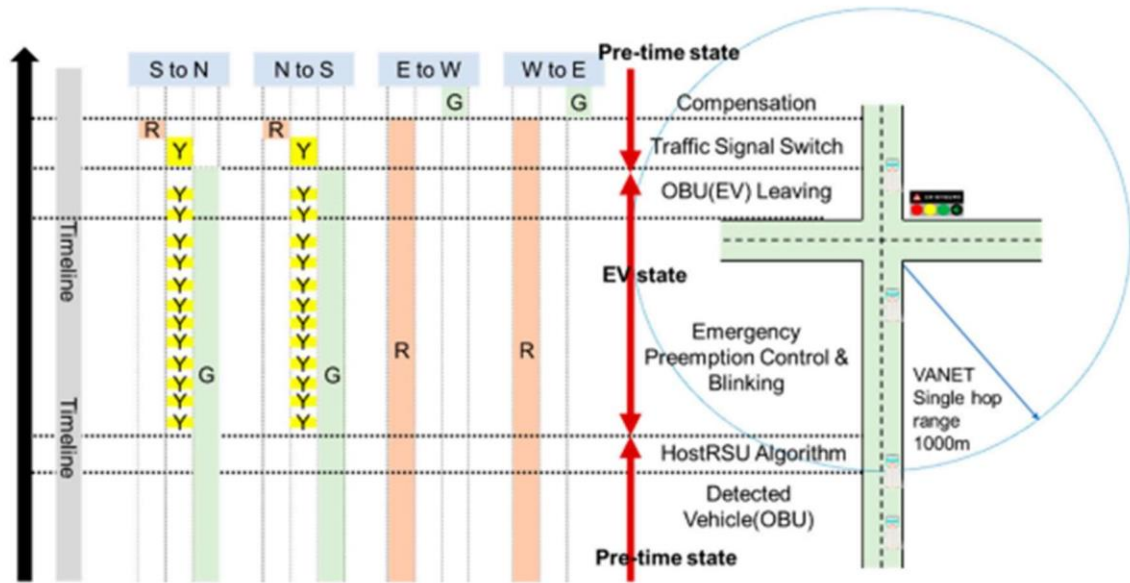 Pre-time state
S to N
N to S
E to W
W to E
G
G
Compensation
R
R
Y
Y
Traffic Signal Switch
OBU(EV) Leaving
Y
Y
Y
Y
Timeline
Y
Y
Y
Y
EV state
Y
Y
Y
Y
Y
Y
Y
Y
Emergency
Preemption Control &
Blinking
R
R
Y
Y
G
G
Y
Y
Y
Y
Y
Y
VANET
Single hop
range
1000m
Timeline
HostRSU Algorithm
Detected
Vehicle(OBU)
Pre-time state